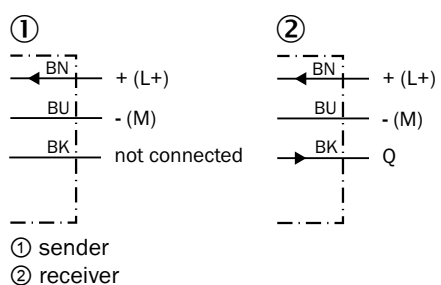 ① ②
BN + (L+) BN + (L+)
BU - (M) BU - (M)
BK not connected BK Q
① sender
② receiver